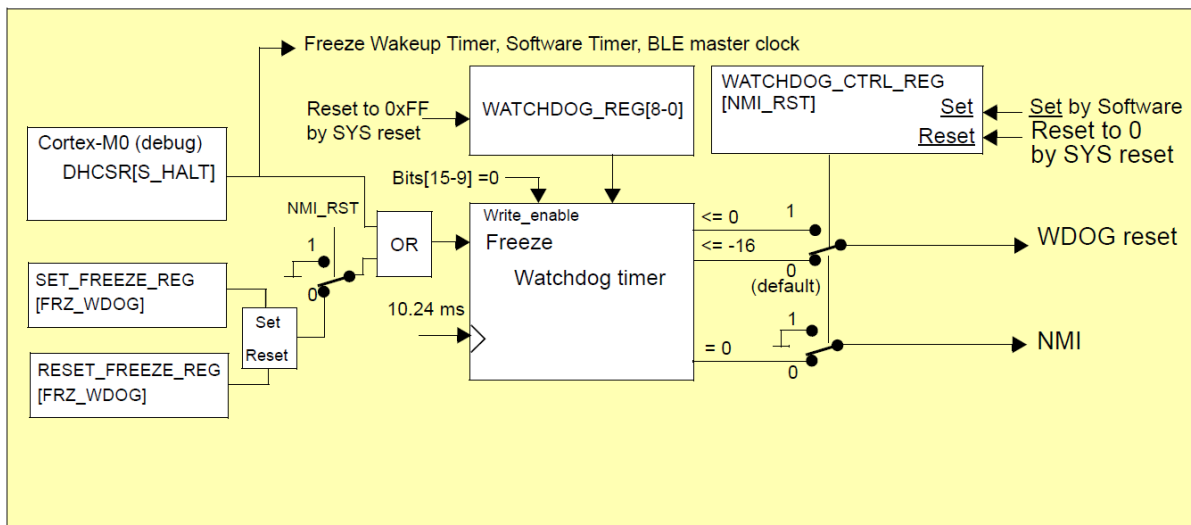 Freeze Wakeup Timer, Software Timer, BLE master clock
Reset to 0xFF
by SYS reset
WATCHDOG_REG[8-0]
WATCHDOG_CTRL_REG
[NMI_RST]
Set
Reset
Set by Software
Reset to 0
by SYS reset
Cortex-M0 (debug)
DHCSR[S_HALT]
Bits[15-9] =0
NMI_RST
1
0
OR
Write_enable
Freeze
Watchdog timer
<= 0
<= -16
1
0
(default)
WDOG reset
SET_FREEZE_REG
[FRZ_WDOG]
Set
Reset
RESET_FREEZE_REG
[FRZ_WDOG]
10.24 ms
= 0
1
0
NMI